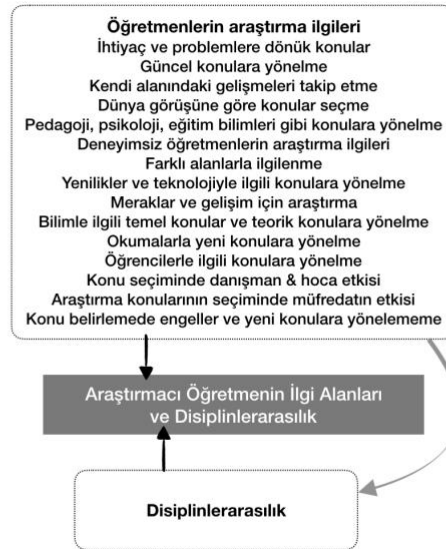 Öğretmenlerin araştırma ilgileri
İhtiyaç ve problemlere dönük konular
Güncel konulara yönelme
Kendi alanındaki gelişmeleri takip etme
Dünya görüşüne göre konular seçme
Pedagoji, psikoloji, eğitim bilimleri gibi konulara yönelme
Deneyimsiz öğretmenlerin araştırma ilgileri
Farklı alanlarla ilgilenme
Yenilikler ve teknolojiyle ilgili konulara yönelme
Meraklar ve gelişim için araştırma
Bilimle ilgili temel konular ve teorik konulara yönelme
Okumalarla yeni konulara yönelme
Öğrencilerle ilgili konulara yönelme
Konu seçiminde danışman & hoca etkisi
Araştırma konularının seçiminde müfredatın etkisi
Konu belirlemede engeller ve yeni konulara yönelememe
Araştırmacı Öğretmenin İlgi Alanları
ve Disiplinlerarasılık
Disiplinlerarasılık